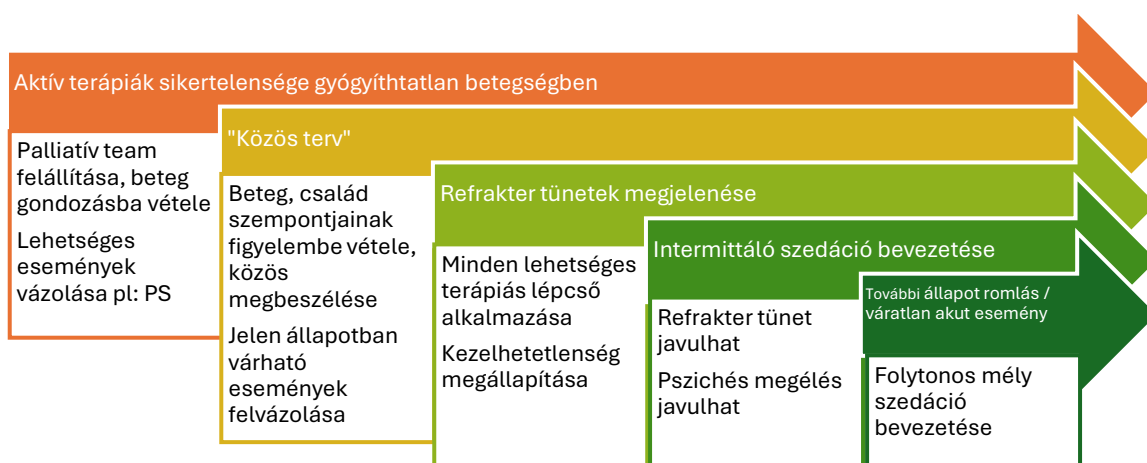 Aktív terápiák sikertelensége gyógyíthtatlan betegségben
Palliatív team
felállítása, beteg
gondozásba vétele
Lehetséges
események
vázolása pl: PS
"Közös terv"
Beteg, család
szempontjainak
figyelembe vétele,
közös
megbeszélése
Jelen állapotban
várható
események
felvázolása
Refrakter tünetek megjelenése
Minden lehetséges
terápiás lépcső
alkalmazása
Kezelhetetlenség
megállapítása
Intermittáló szedáció bevezetése
Refrakter tünet
javulhat
Pszichés megélés
javulhat
További állapot romlás /
váratlan akut esemény
Folytonos mély
szedáció
bevezetése